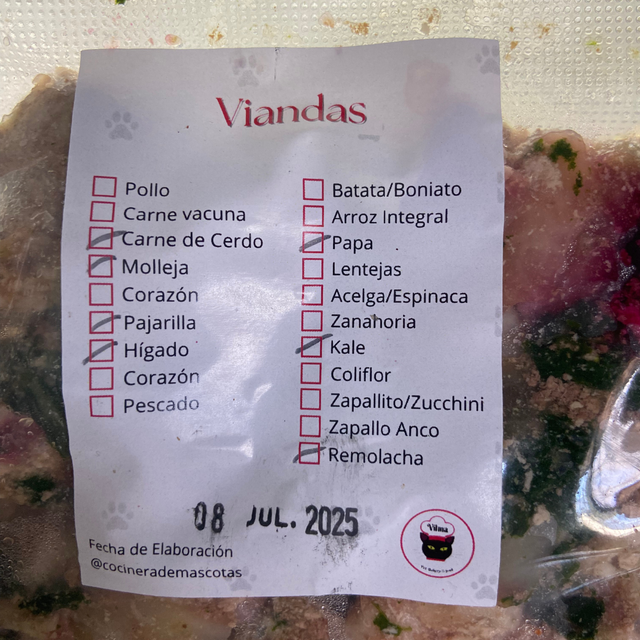 Viandas
Pollo
Carne vacuna
Carne de Cerdo
Molleja
Corazón
Pajarilla
Hígado
Corazón
Pescado
Batata/Boniato
Arroz Integral
Papa
Lentejas
Acelga/Espinaca
Zanahoria
Kale
Coliflor
Zapallito/Zucchini
Zapallo Anco
Remolacha
08 JUL. 2025
Fecha de Elaboración
@cocinerademascotas
Vilma